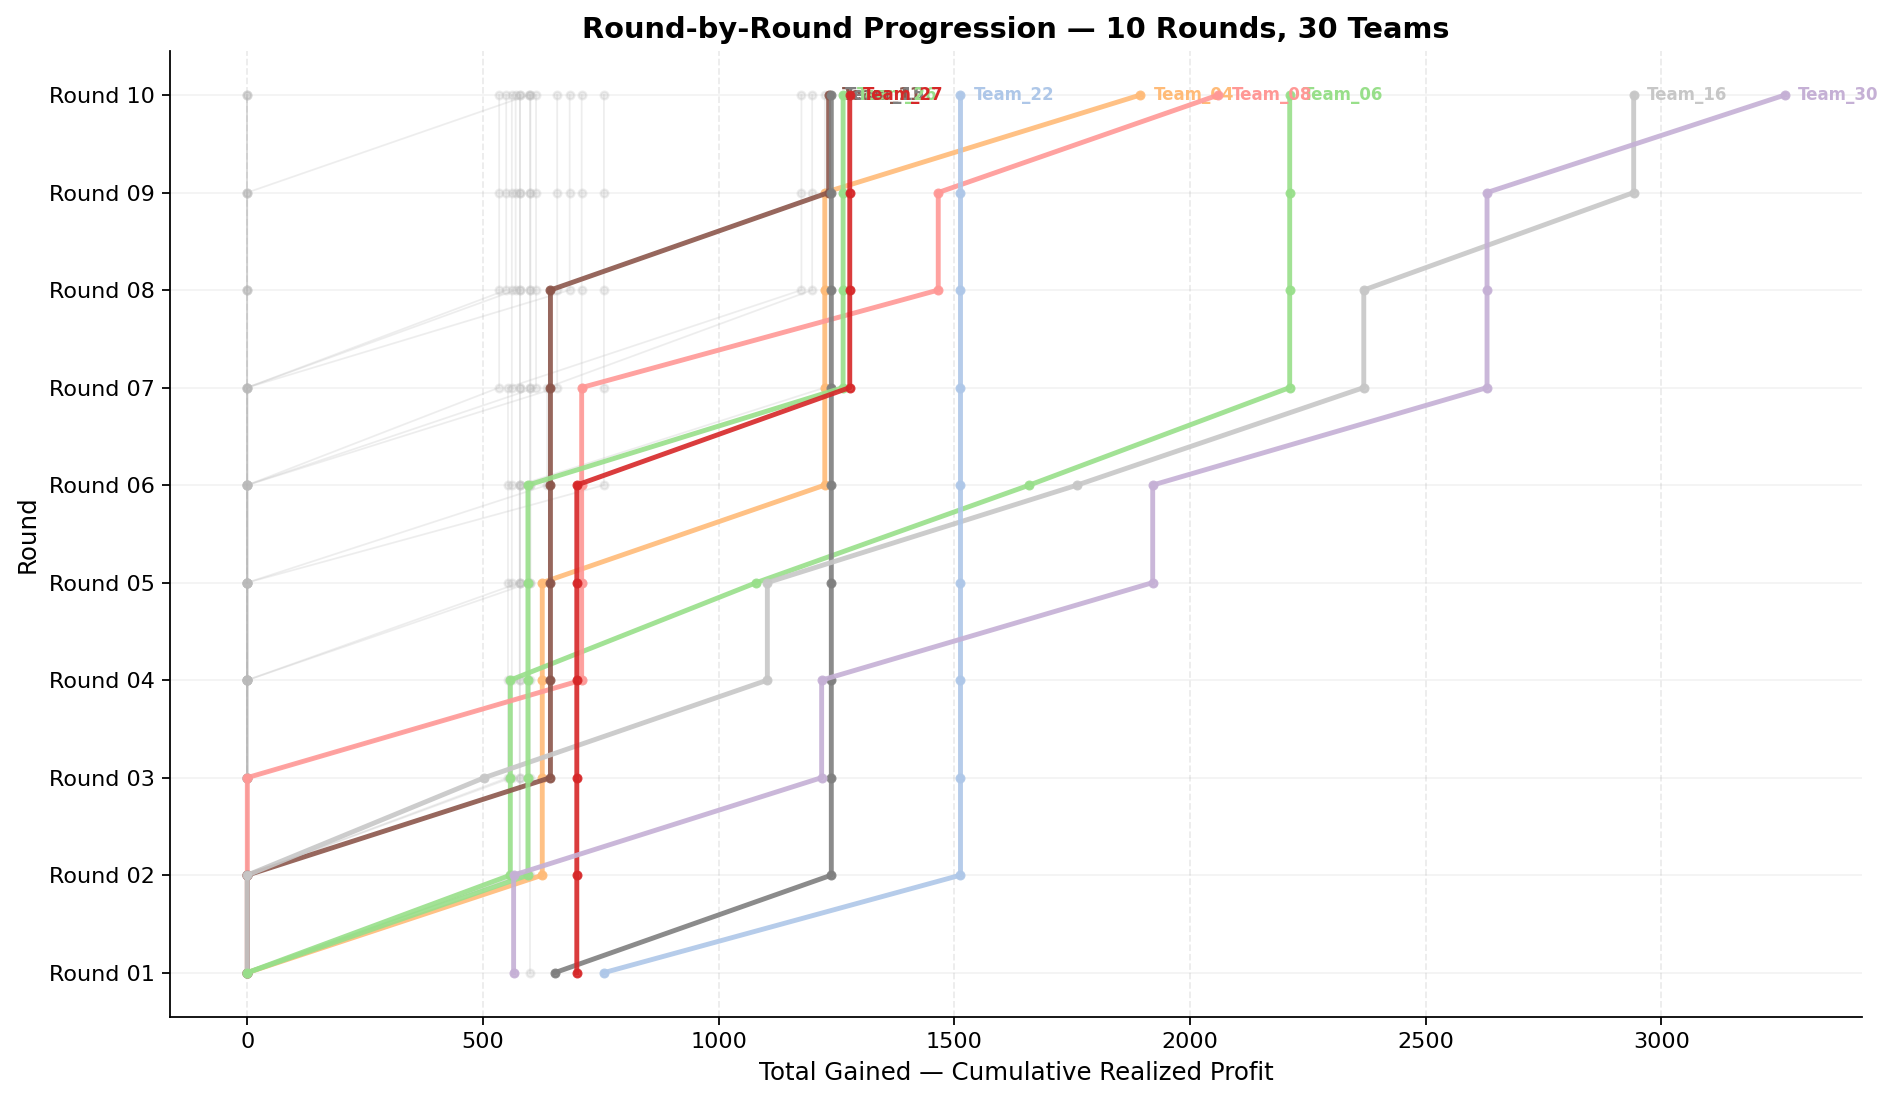 Round-by-Round Progression — 10 Rounds, 30 Teams
Round 10
Team_27
Team_22
Team_04
Team_08
Team_06
Team_16
Team_30
Round 09
Round 08
Round 07
Round 06
Round 05
Round 04
Round 03
Round 02
Round 01
Round
0
500
1000
1500
2000
2500
3000
Total Gained — Cumulative Realized Profit